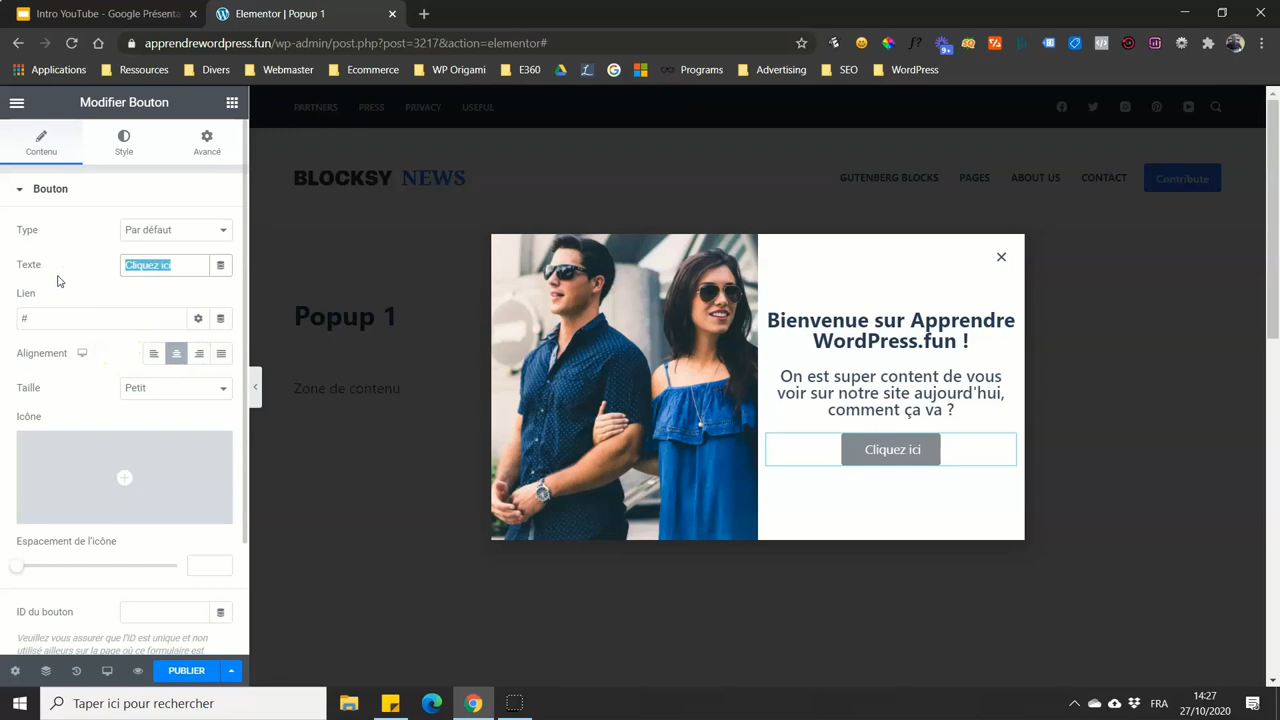 Intro YouTube - Google Présenta
Elementor | Popup 1
apprendrewordpress.fun/wp-admin/post.php?post=3217&action=elementor#
f?
9+
Applications
Ressources
Divers
Webmaster
Ecommerce
WP Origami
E360
Programs
Advertising
SEO
WordPress
Modifier Bouton
Contenu
Style
Avancé
Bouton
Type
Par défaut
Texte
Cliquez ici
Lien
#
Alignement
Taille
Petit
Icône
Espacement de l'icône
ID du bouton
Veuillez vous assurer que l'ID est unique et non
utilisé ailleurs sur la page où ce formulaire est
PUBLIER
PARTNERS
PRESS
PRIVACY
USEFUL
BLOCKSY NEWS
GUTENBERG BLOCKS
PAGES
ABOUT US
CONTACT
Contribute
Popup 1
Zone de contenu
Bienvenue sur Apprendre
WordPress.fun !
On est super content de vous
voir sur notre site aujourd'hui,
comment ça va ?
Cliquez ici
Taper ici pour rechercher
FRA
14:27
27/10/2020